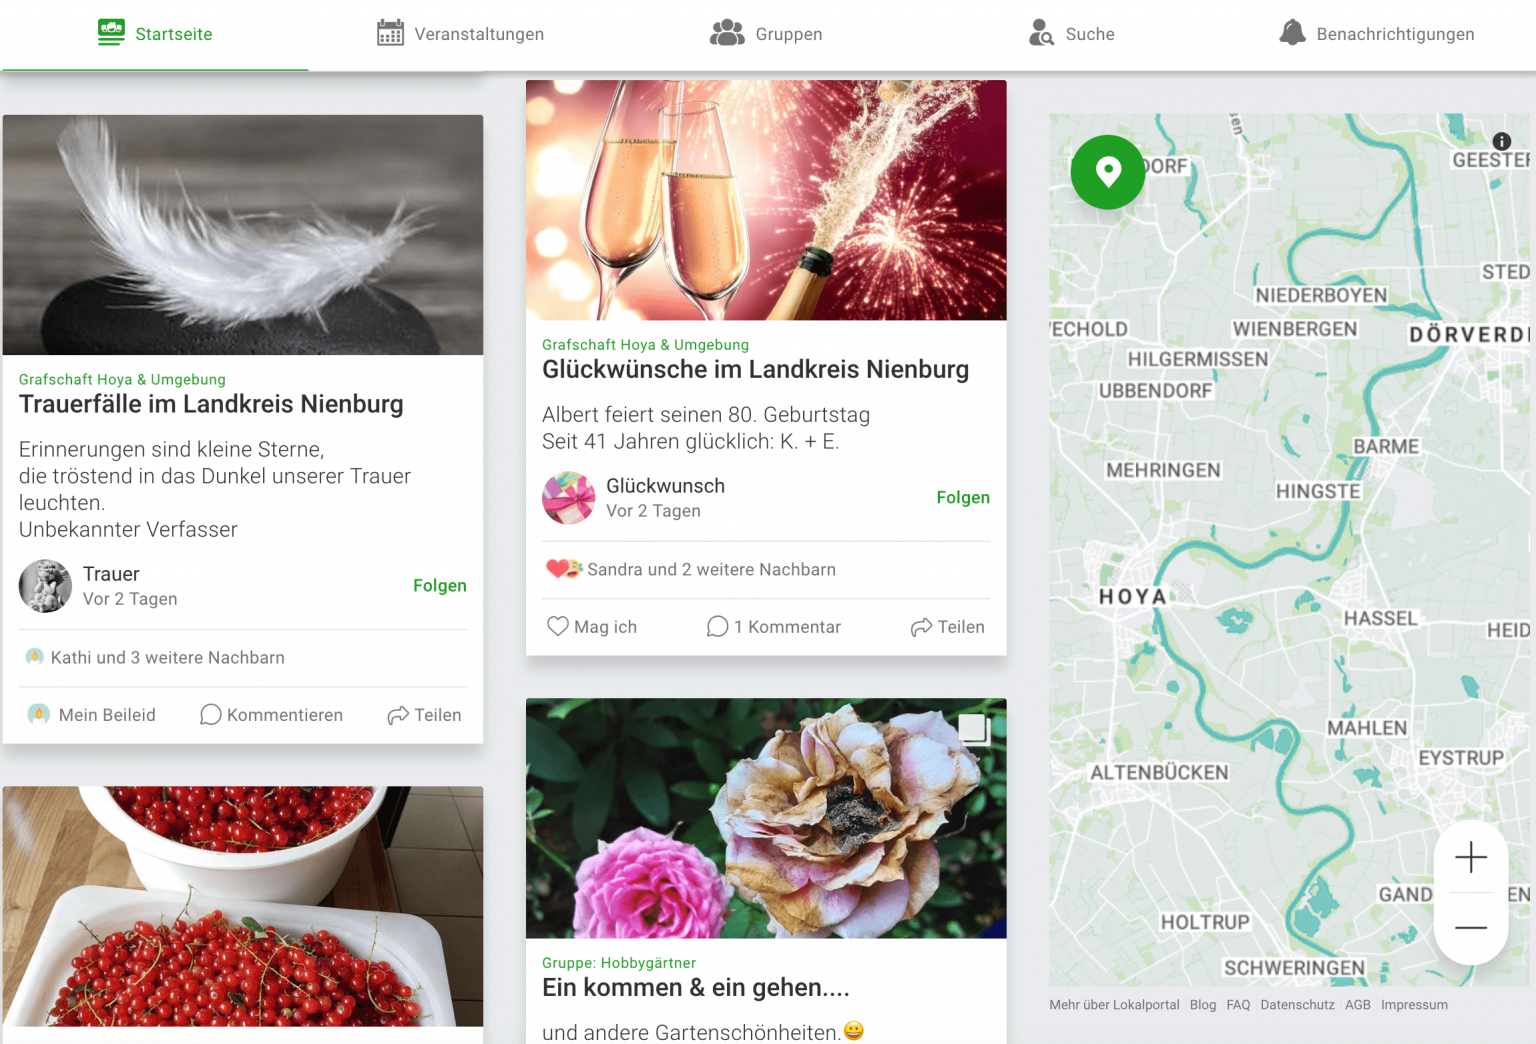 Startseite
Veranstaltungen
Gruppen
Suche
Benachrichtigungen
Grafschaft Hoya & Umgebung
Trauerfälle im Landkreis Nienburg
Erinnerungen sind kleine Sterne,
die tröstend in das Dunkel unserer Trauer
leuchten.
Unbekannter Verfasser
Trauer
Vor 2 Tagen
Folgen
Kathi und 3 weitere Nachbarn
Mein Beileid
Kommentieren
Teilen
Grafschaft Hoya & Umgebung
Glückwünsche im Landkreis Nienburg
Albert feiert seinen 80. Geburtstag
Seit 41 Jahren glücklich: K. + E.
Glückwunsch
Vor 2 Tagen
Folgen
Sandra und 2 weitere Nachbarn
Mag ich
1 Kommentar
Teilen
Gruppe: Hobbygärtner
Ein kommen & ein gehen....
und andere Gartenschönheiten.😀
DORF
GEESTE
STED
NIEDERBOYEN
ECHOLD
WIENBERGEN
DÖRVERD
HILGERMISSEN
UBBENDORF
BARME
MEHRINGEN
HINGSTE
HOYA
HASSEL
HEID
MAHLEN
EYSTRUP
ALTENBÜCKEN
GAND
EN
HOLTRUP
SCHWERINGEN
Mehr über Lokalportal Blog FAQ Datenschutz AGB Impressum